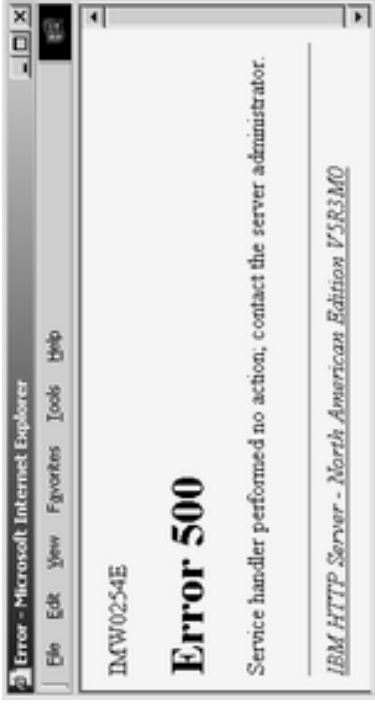 Error - Microsoft Internet Explorer
File Edit View Favorites Tools Help
IMW0254E
Error 500
Service handler performed no action; contact the server administrator.
IBM HTTP Server - North American Edition V5R3M0